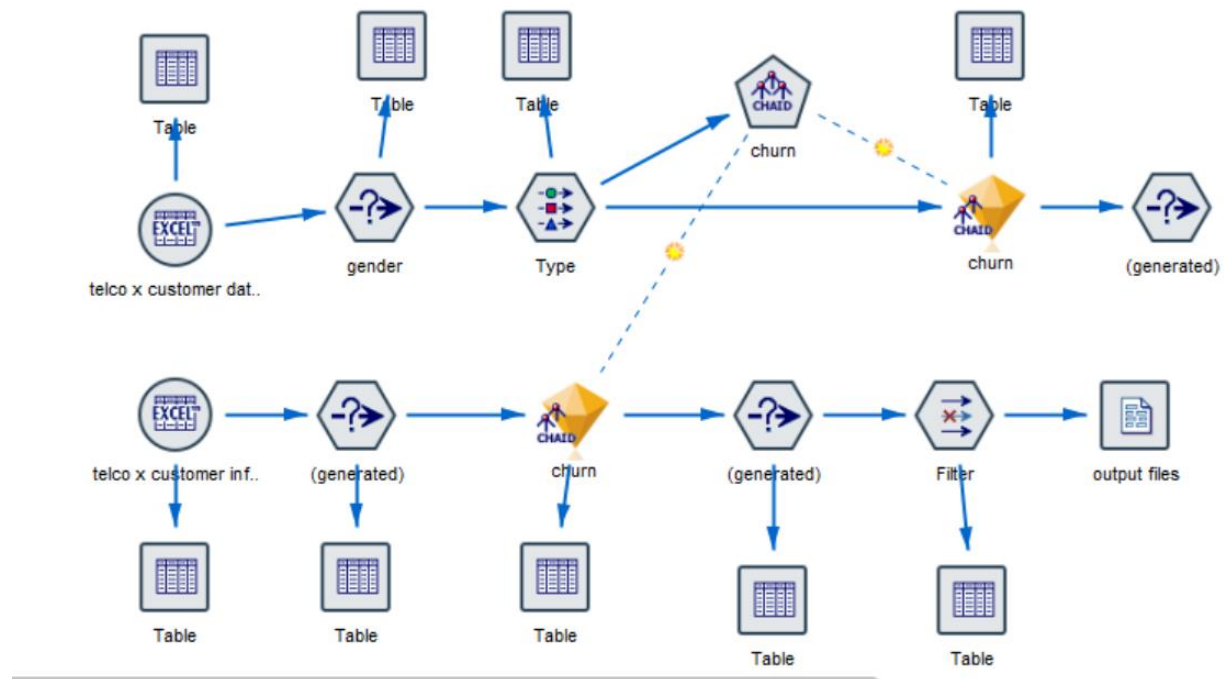 Table
Table
Table
Table
CHAID
churn
EXCEL
telco x customer dat..
gender
Type
CHAID
churn
(generated)
EXCEL
telco x customer inf..
(generated)
CHAID
churn
(generated)
Filter
output files
Table
Table
Table
Table
Table